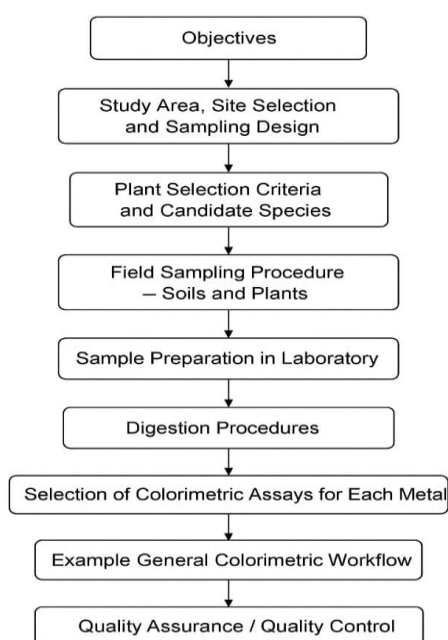 Objectives
Study Area, Site Selection
and Sampling Design
Plant Selection Criteria
and Candidate Species
Field Sampling Procedure
— Soils and Plants
Sample Preparation in Laboratory
Digestion Procedures
Selection of Colorimetric Assays for Each Metal
Example General Colorimetric Workflow
Quality Assurance / Quality Control